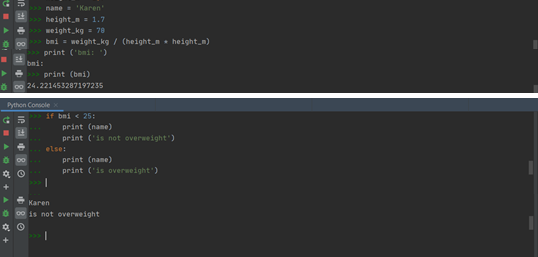 >>> name = 'Karen'
>>> height_m = 1.7
>>> weight_kg = 70
>>> bmi = weight_kg / (height_m * height_m)
>>> print ('bmi: ')
bmi:
>>> print (bmi)
24.221453287197235
Python Console ×
>>> if bmi < 25:
...     print (name)
...     print ('is not overweight')
... else:
...     print (name)
...     print ('is overweight')
>>>
Karen
is not overweight
>>>